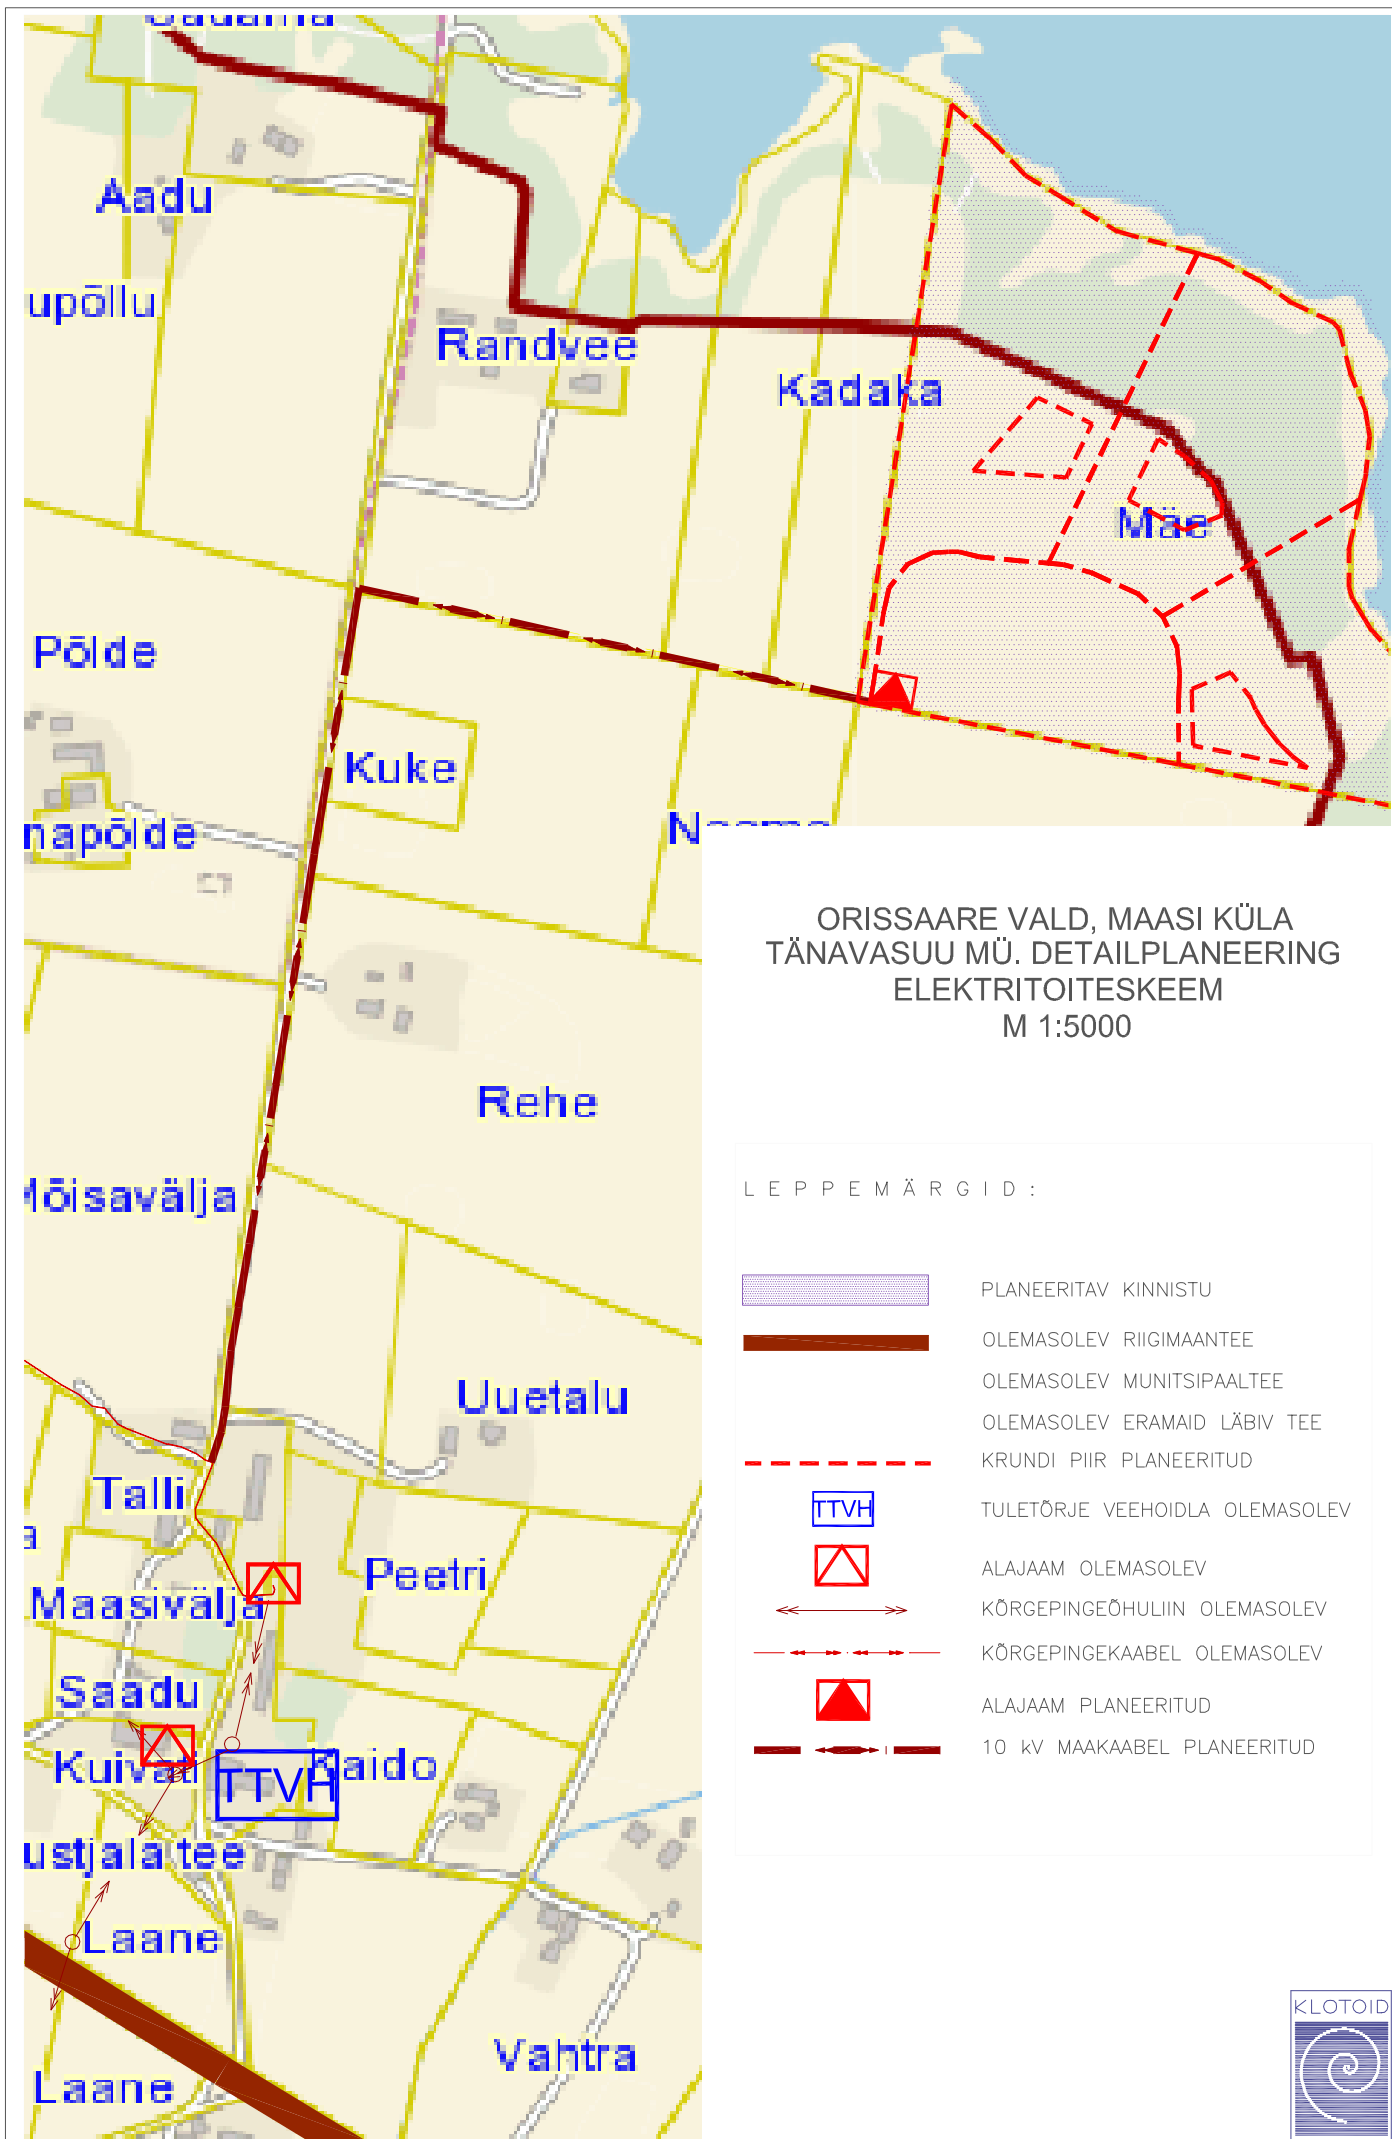 Aadu
upõllu
Randvee
Kadaka
Mäe
Põlde
Kuke
napõlde
ORISSAARE VALD, MAASI KÜLA
TÄNAVASUU MÜ. DETAILPLANEERING
ELEKTRITOITESKEEM
M 1:5000
Rehe
LEPPEMÄRGID:
õisavälja
PLANEERITAV KINNISTU
OLEMASOLEV RIIGIMAANTEE
OLEMASOLEV MUNITSIPAALTEE
Uuetalu
OLEMASOLEV ERAMAID LÄBIV TEE
KRUNDI PIIR PLANEERITUD
Talli
TTVH
TULETÕRJE VEEHOIDLA OLEMASOLEV
a
Peetri
ALAJAAM OLEMASOLEV
Maasivälja
KÕRGEPINGEÕHULIIN OLEMASOLEV
KÕRGEPINGEKAABEL OLEMASOLEV
Saadu
ALAJAAM PLANEERITUD
10 kV MAAKAABEL PLANEERITUD
Kuivati
Kaido
TTVH
ustjala tee
Laane
KLOTOID
Vahtra
Laane